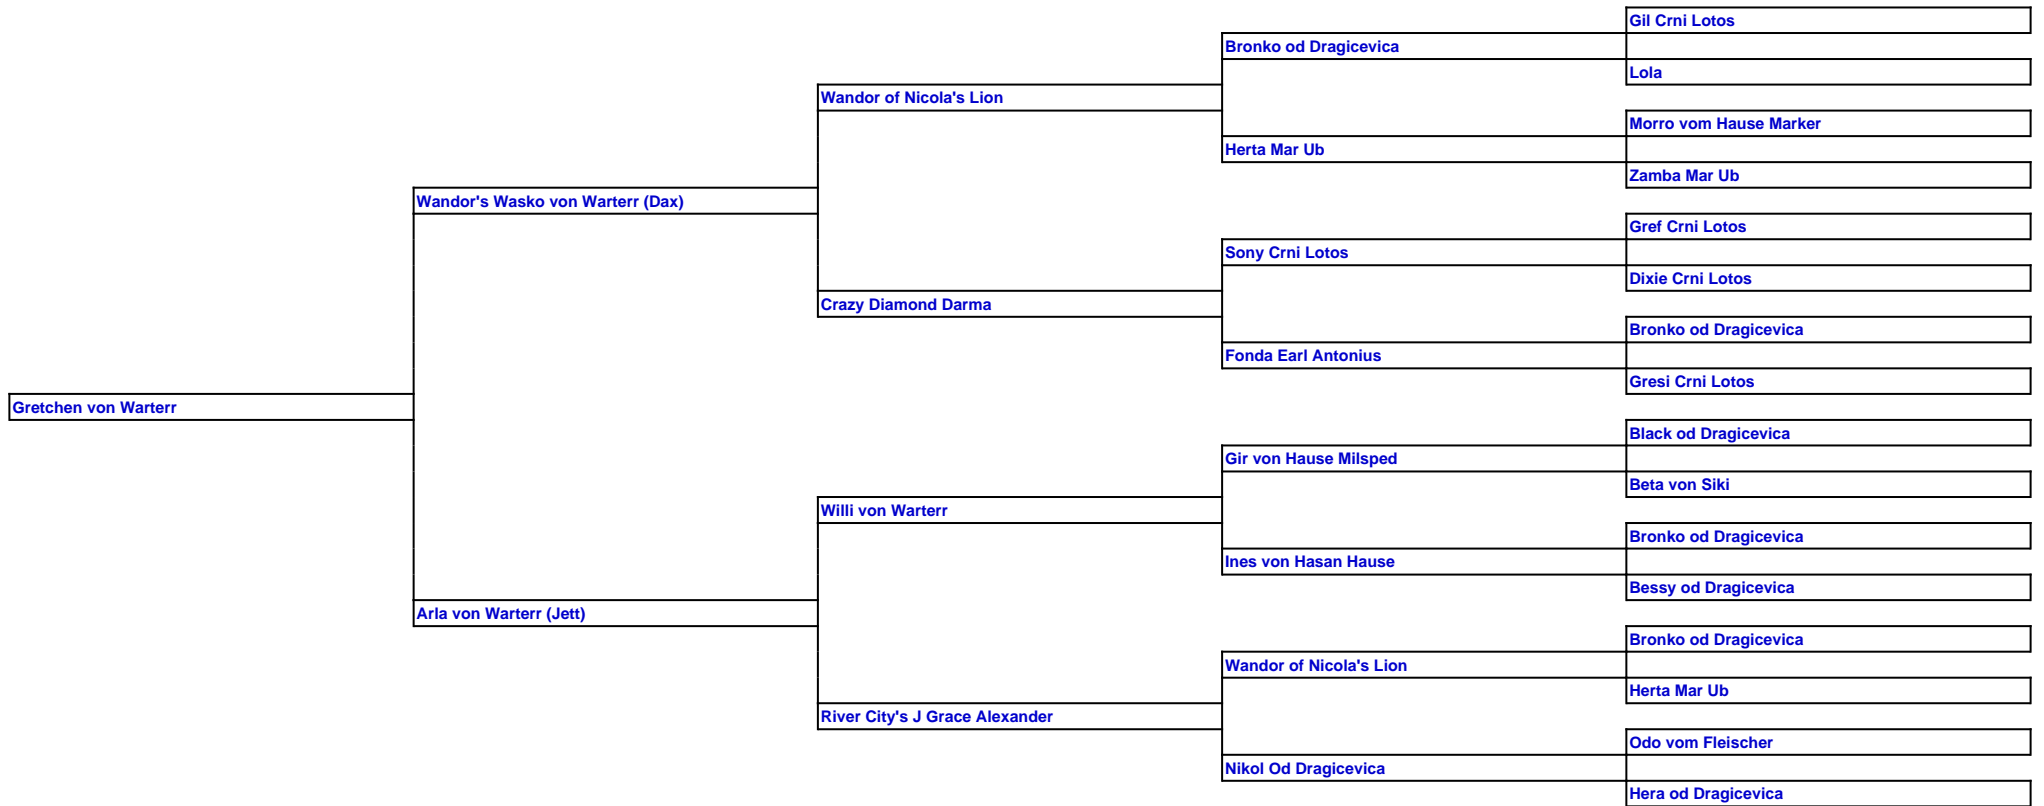 Gil Crni Lotos
Bronko od Dragicevica
Lola
Wandor of Nicola's Lion
Morro vom Hause Marker
Herta Mar Ub
Zamba Mar Ub
Wandor's Wasko von Warterr (Dax)
Gref Crni Lotos
Sony Crni Lotos
Dixie Crni Lotos
Crazy Diamond Darma
Bronko od Dragicevica
Fonda Earl Antonius
Gresi Crni Lotos
Gretchen von Warterr
Black od Dragicevica
Gir von Hause Milsped
Beta von Siki
Willi von Warterr
Bronko od Dragicevica
Ines von Hasan Hause
Bessy od Dragicevica
Arla von Warterr (Jett)
Bronko od Dragicevica
Wandor of Nicola's Lion
Herta Mar Ub
River City's J Grace Alexander
Odo vom Fleischer
Nikol Od Dragicevica
Hera od Dragicevica